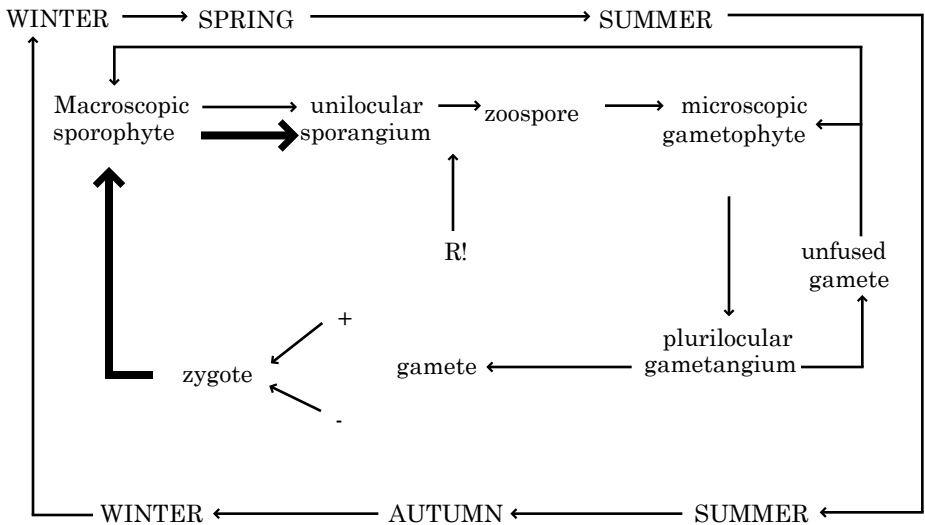 WINTER SPRING SUMMER
Macroscopic
sporophyte
unilocular
sporangium
zoospore
microscopic
gametophyte
R!
unfused
gamete
+
plurilocular
gametangium
gamete
zygote
-
WINTER AUTUMN SUMMER